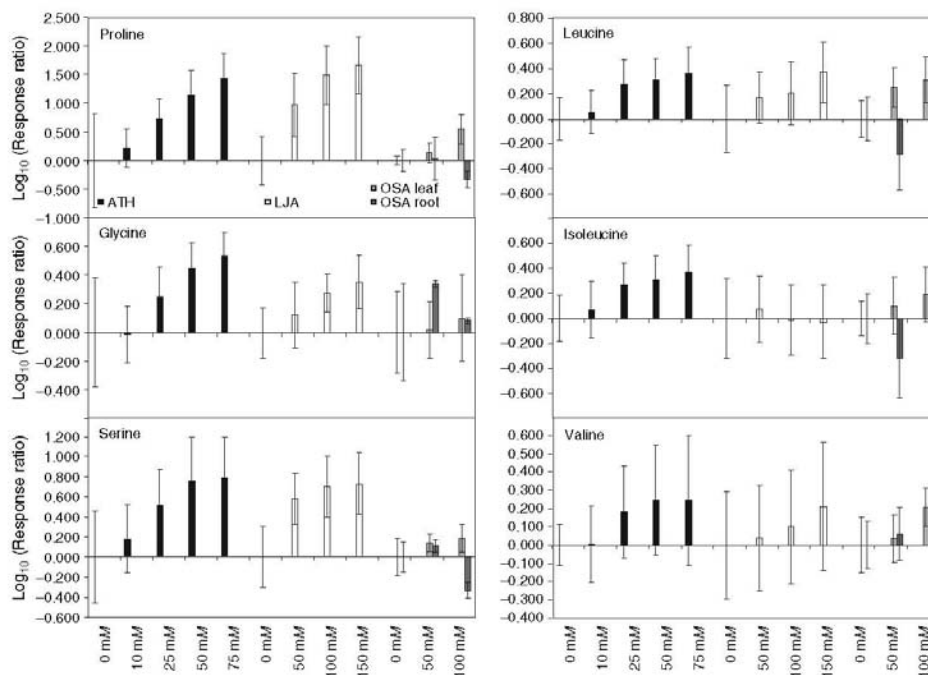 Proline
Log10 (Response ratio)
2.500
2.000
1.500
1.000
0.500
0.000
−0.500
−1.000
ATH
LJA
OSA leaf
OSA root
Leucine
0.800
0.600
0.400
0.200
0.000
−0.200
−0.400
−0.600
Glycine
Log10 (Response ratio)
0.600
0.400
0.200
0.000
−0.200
−0.400
Isoleucine
0.600
0.400
0.200
0.000
−0.200
−0.400
−0.600
Serine
Log10 (Response ratio)
1.200
1.000
0.800
0.600
0.400
0.200
0.000
−0.200
−0.400
−0.600
Valine
0.600
0.500
0.400
0.300
0.200
0.100
0.000
−0.100
−0.200
−0.300
−0.400
0 mM
10 mM
25 mM
50 mM
75 mM
0 mM
50 mM
100 mM
150 mM
0 mM
50 mM
100 mM
0 mM
10 mM
25 mM
50 mM
75 mM
0 mM
50 mM
100 mM
150 mM
0 mM
50 mM
100 mM